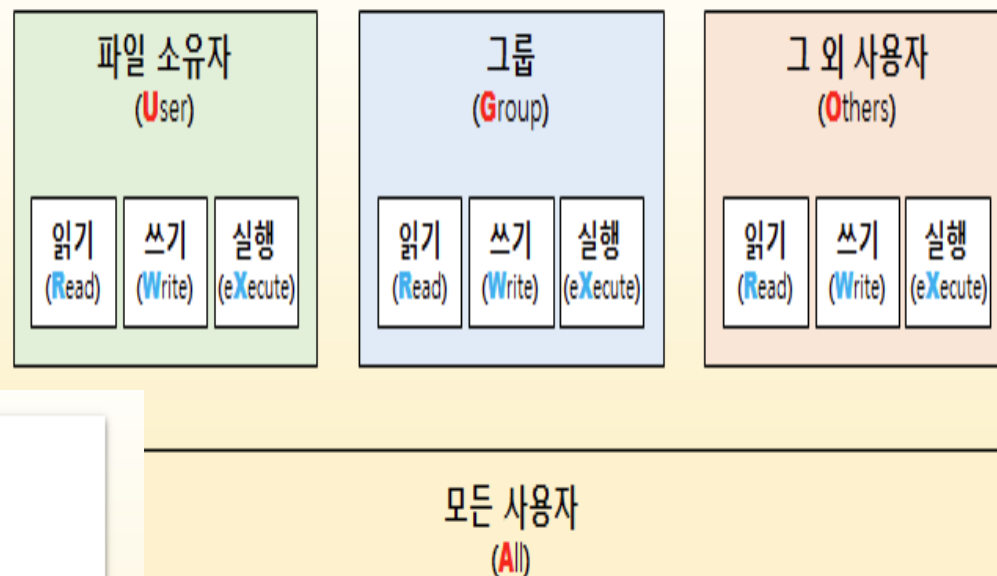 파일 소유자
(User)
읽기
(Read)
쓰기
(Write)
실행
(eXecute)
그룹
(Group)
읽기
(Read)
쓰기
(Write)
실행
(eXecute)
그 외 사용자
(Others)
읽기
(Read)
쓰기
(Write)
실행
(eXecute)
모든 사용자
(All)